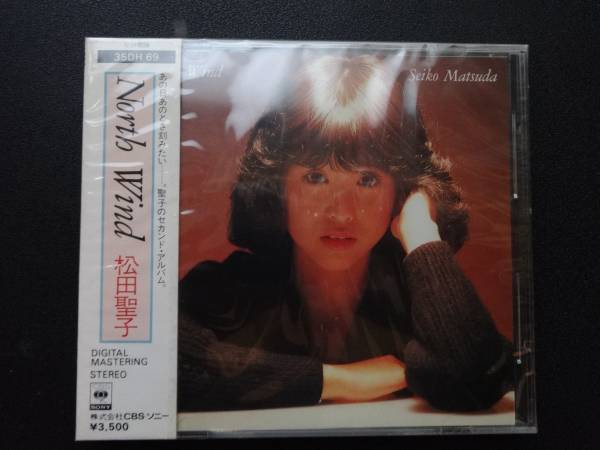 35DH 69
North Wind
松田聖子
あの日あのとき刻みたい……。聖子のセカンド・アルバム。
DIGITAL
MASTERING
STEREO
SONY
株式会社CBSソニー
¥3,500
Wind
Seiko Matsuda